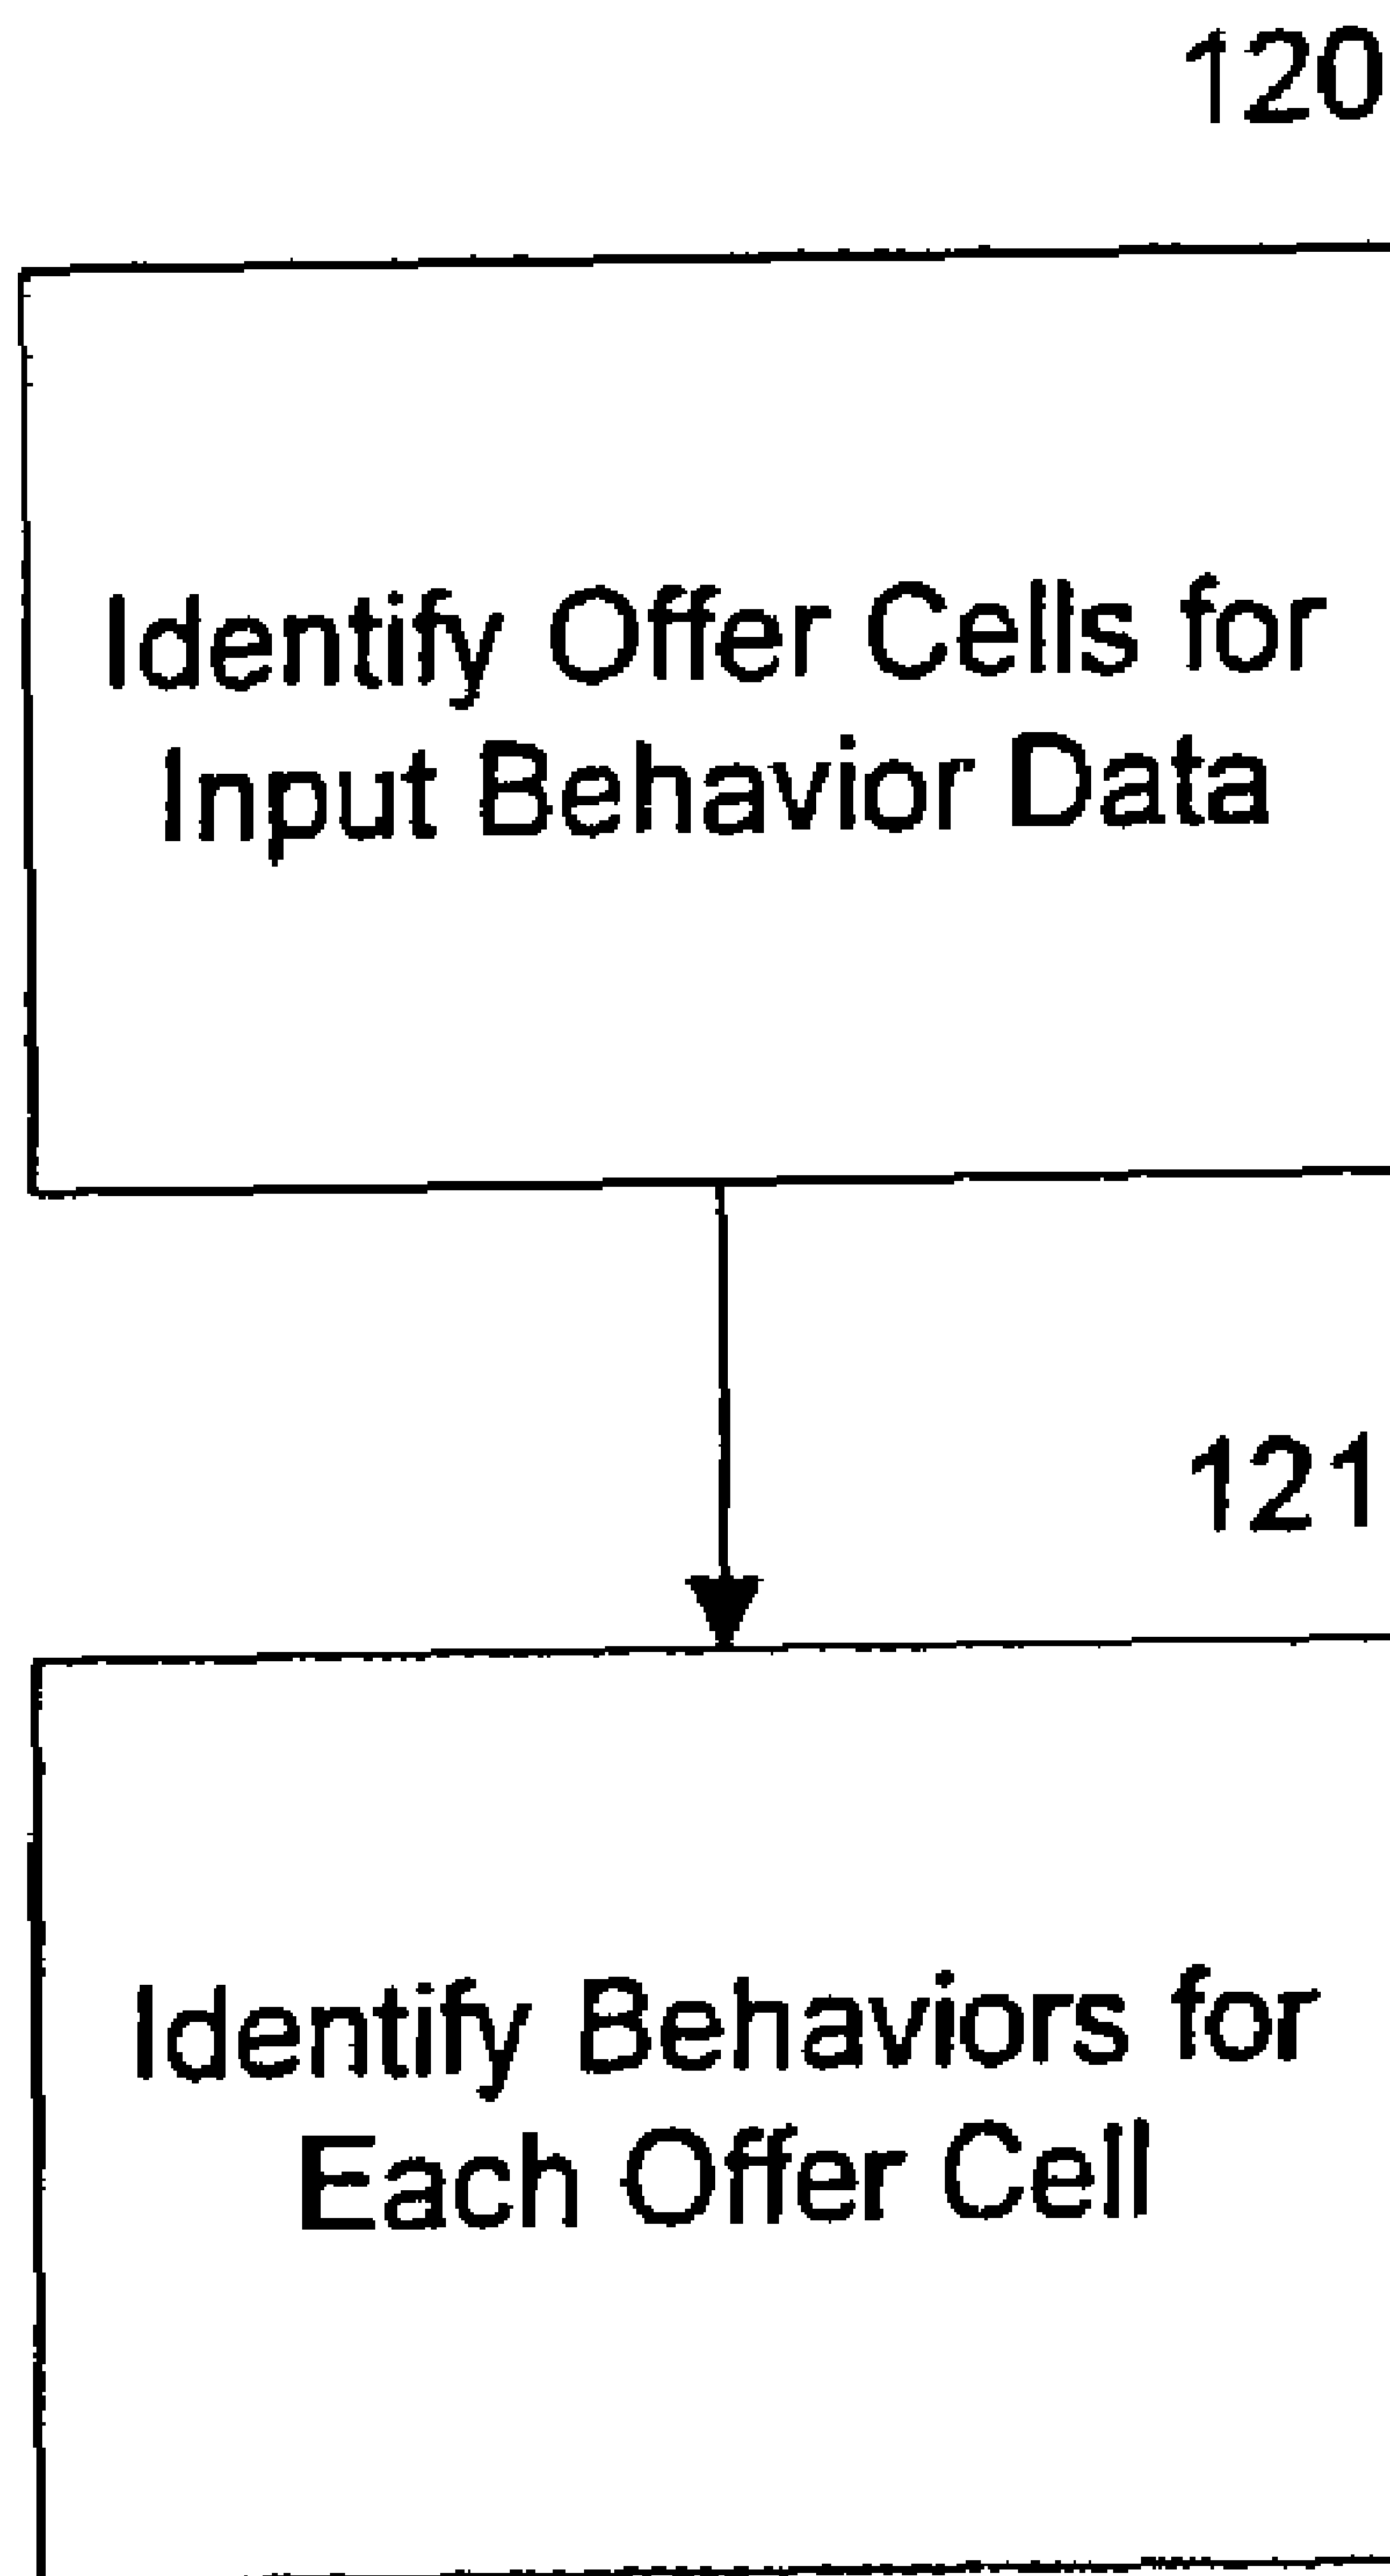 120
Identify Offer Cells for
Input Behavior Data
121
Identify Behaviors for
Each Offer Cell